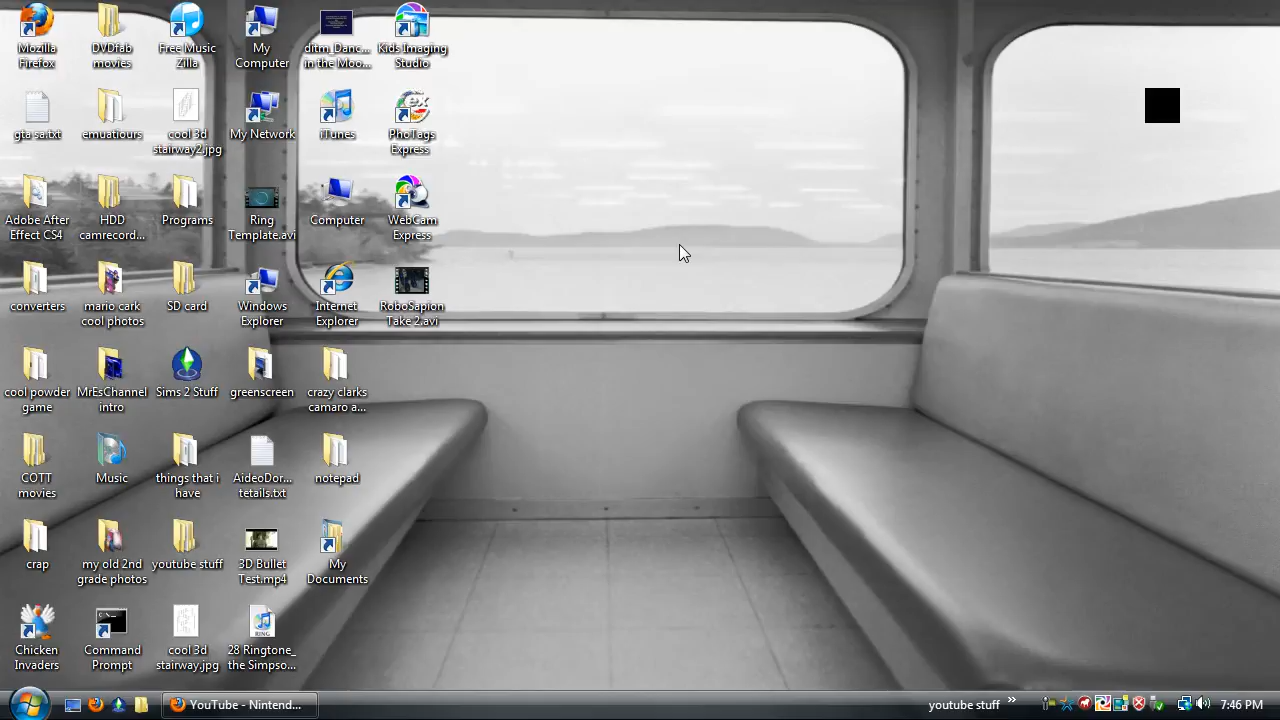 Mozilla Firefox
DVDfab movies
Free Music Zilla
My Computer
ditm_Danc... in the Moo...
Kids Imaging Studio
gta sa.txt
emuatiours
cool 3d stairway2.jpg
My Network
iTunes
PhoTags Express
Adobe After Effect CS4
HDD camrecord...
Programs
Ring Template.avi
Computer
WebCam Express
converters
mario cark cool photos
SD card
Windows Explorer
Internet Explorer
RoboSapion Take 2.avi
cool powder game
MrEsChannel intro
Sims 2 Stuff
greenscreen
crazy clarks camaro a...
COTT movies
Music
things that i have
AideoDor... tetails.txt
notepad
crap
my old 2nd grade photos
youtube stuff
3D Bullet Test.mp4
My Documents
Chicken Invaders
Command Prompt
cool 3d stairway.jpg
28 Ringtone_ the Simpso...
YouTube - Nintend...
youtube stuff
7:46 PM